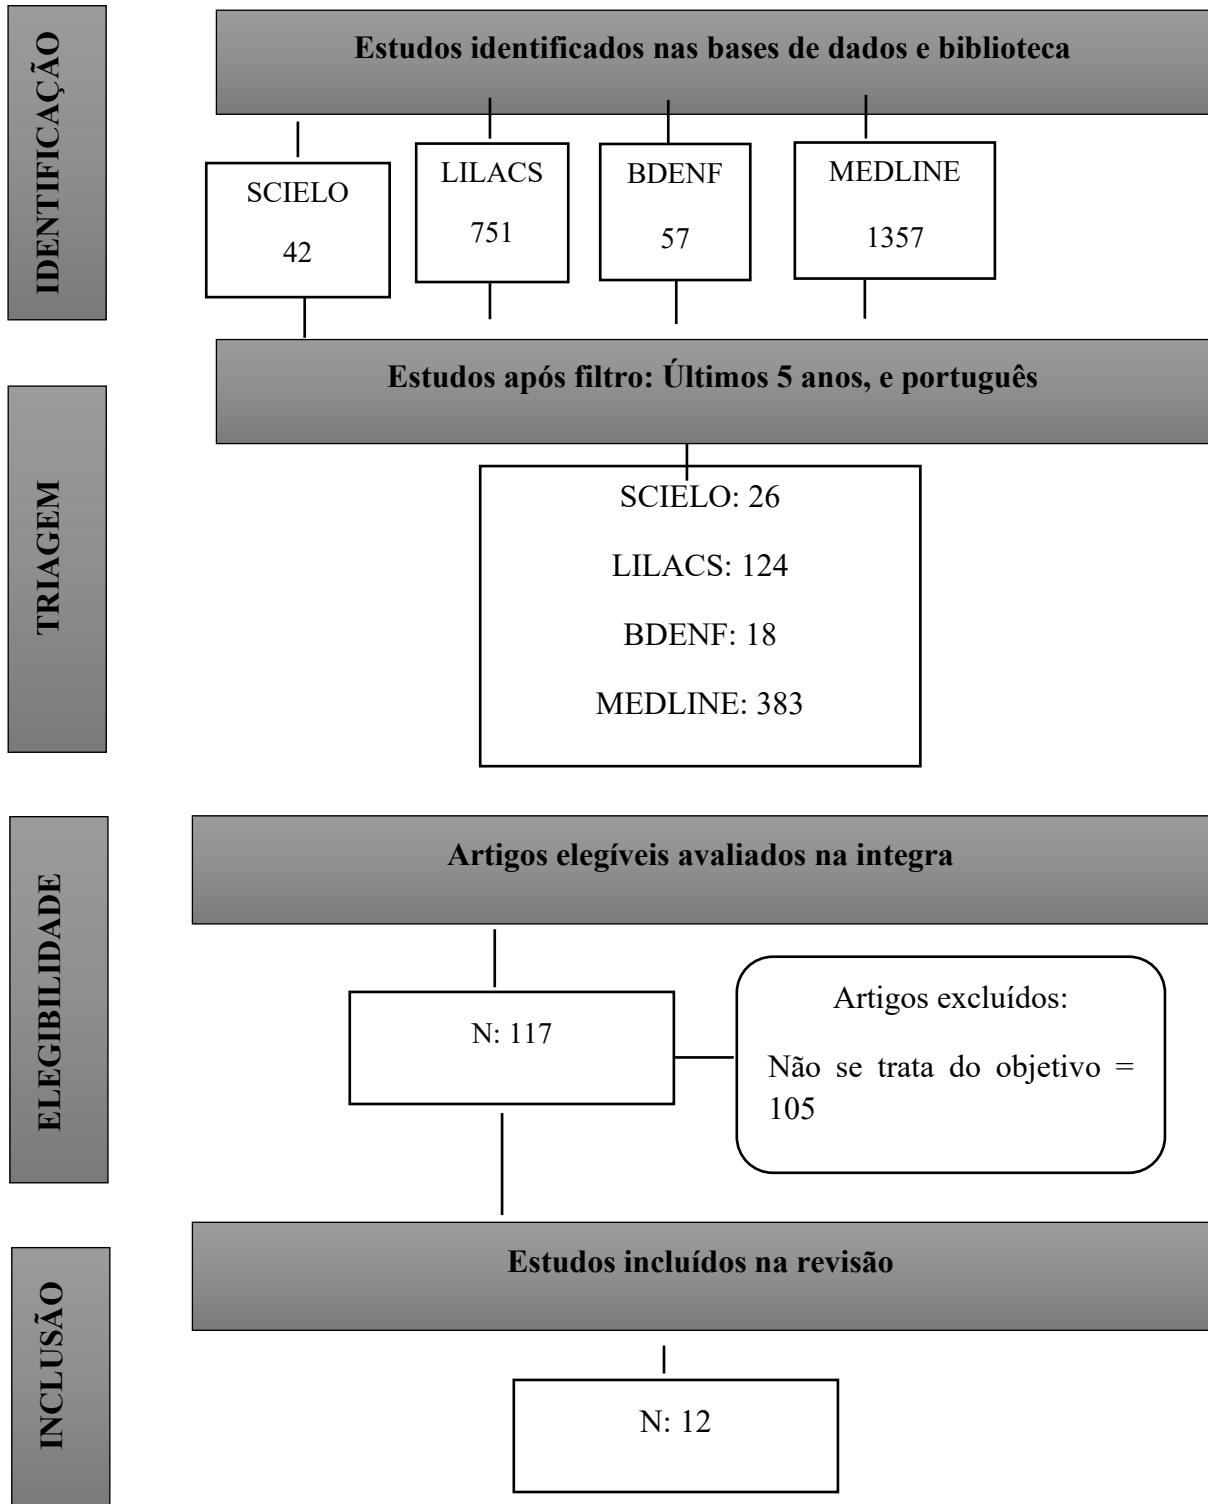 IDENTIFICAÇÃO
Estudos identificados nas bases de dados e biblioteca
SCIELO
42
LILACS
751
BDENF
57
MEDLINE
1357
TRIAGEM
Estudos após filtro: Últimos 5 anos, e português
SCIELO: 26
LILACS: 124
BDENF: 18
MEDLINE: 383
ELEGIBILIDADE
Artigos elegíveis avaliados na integra
N: 117
Artigos excluídos:
Não se trata do objetivo =
105
INCLUSÃO
Estudos incluídos na revisão
N: 12